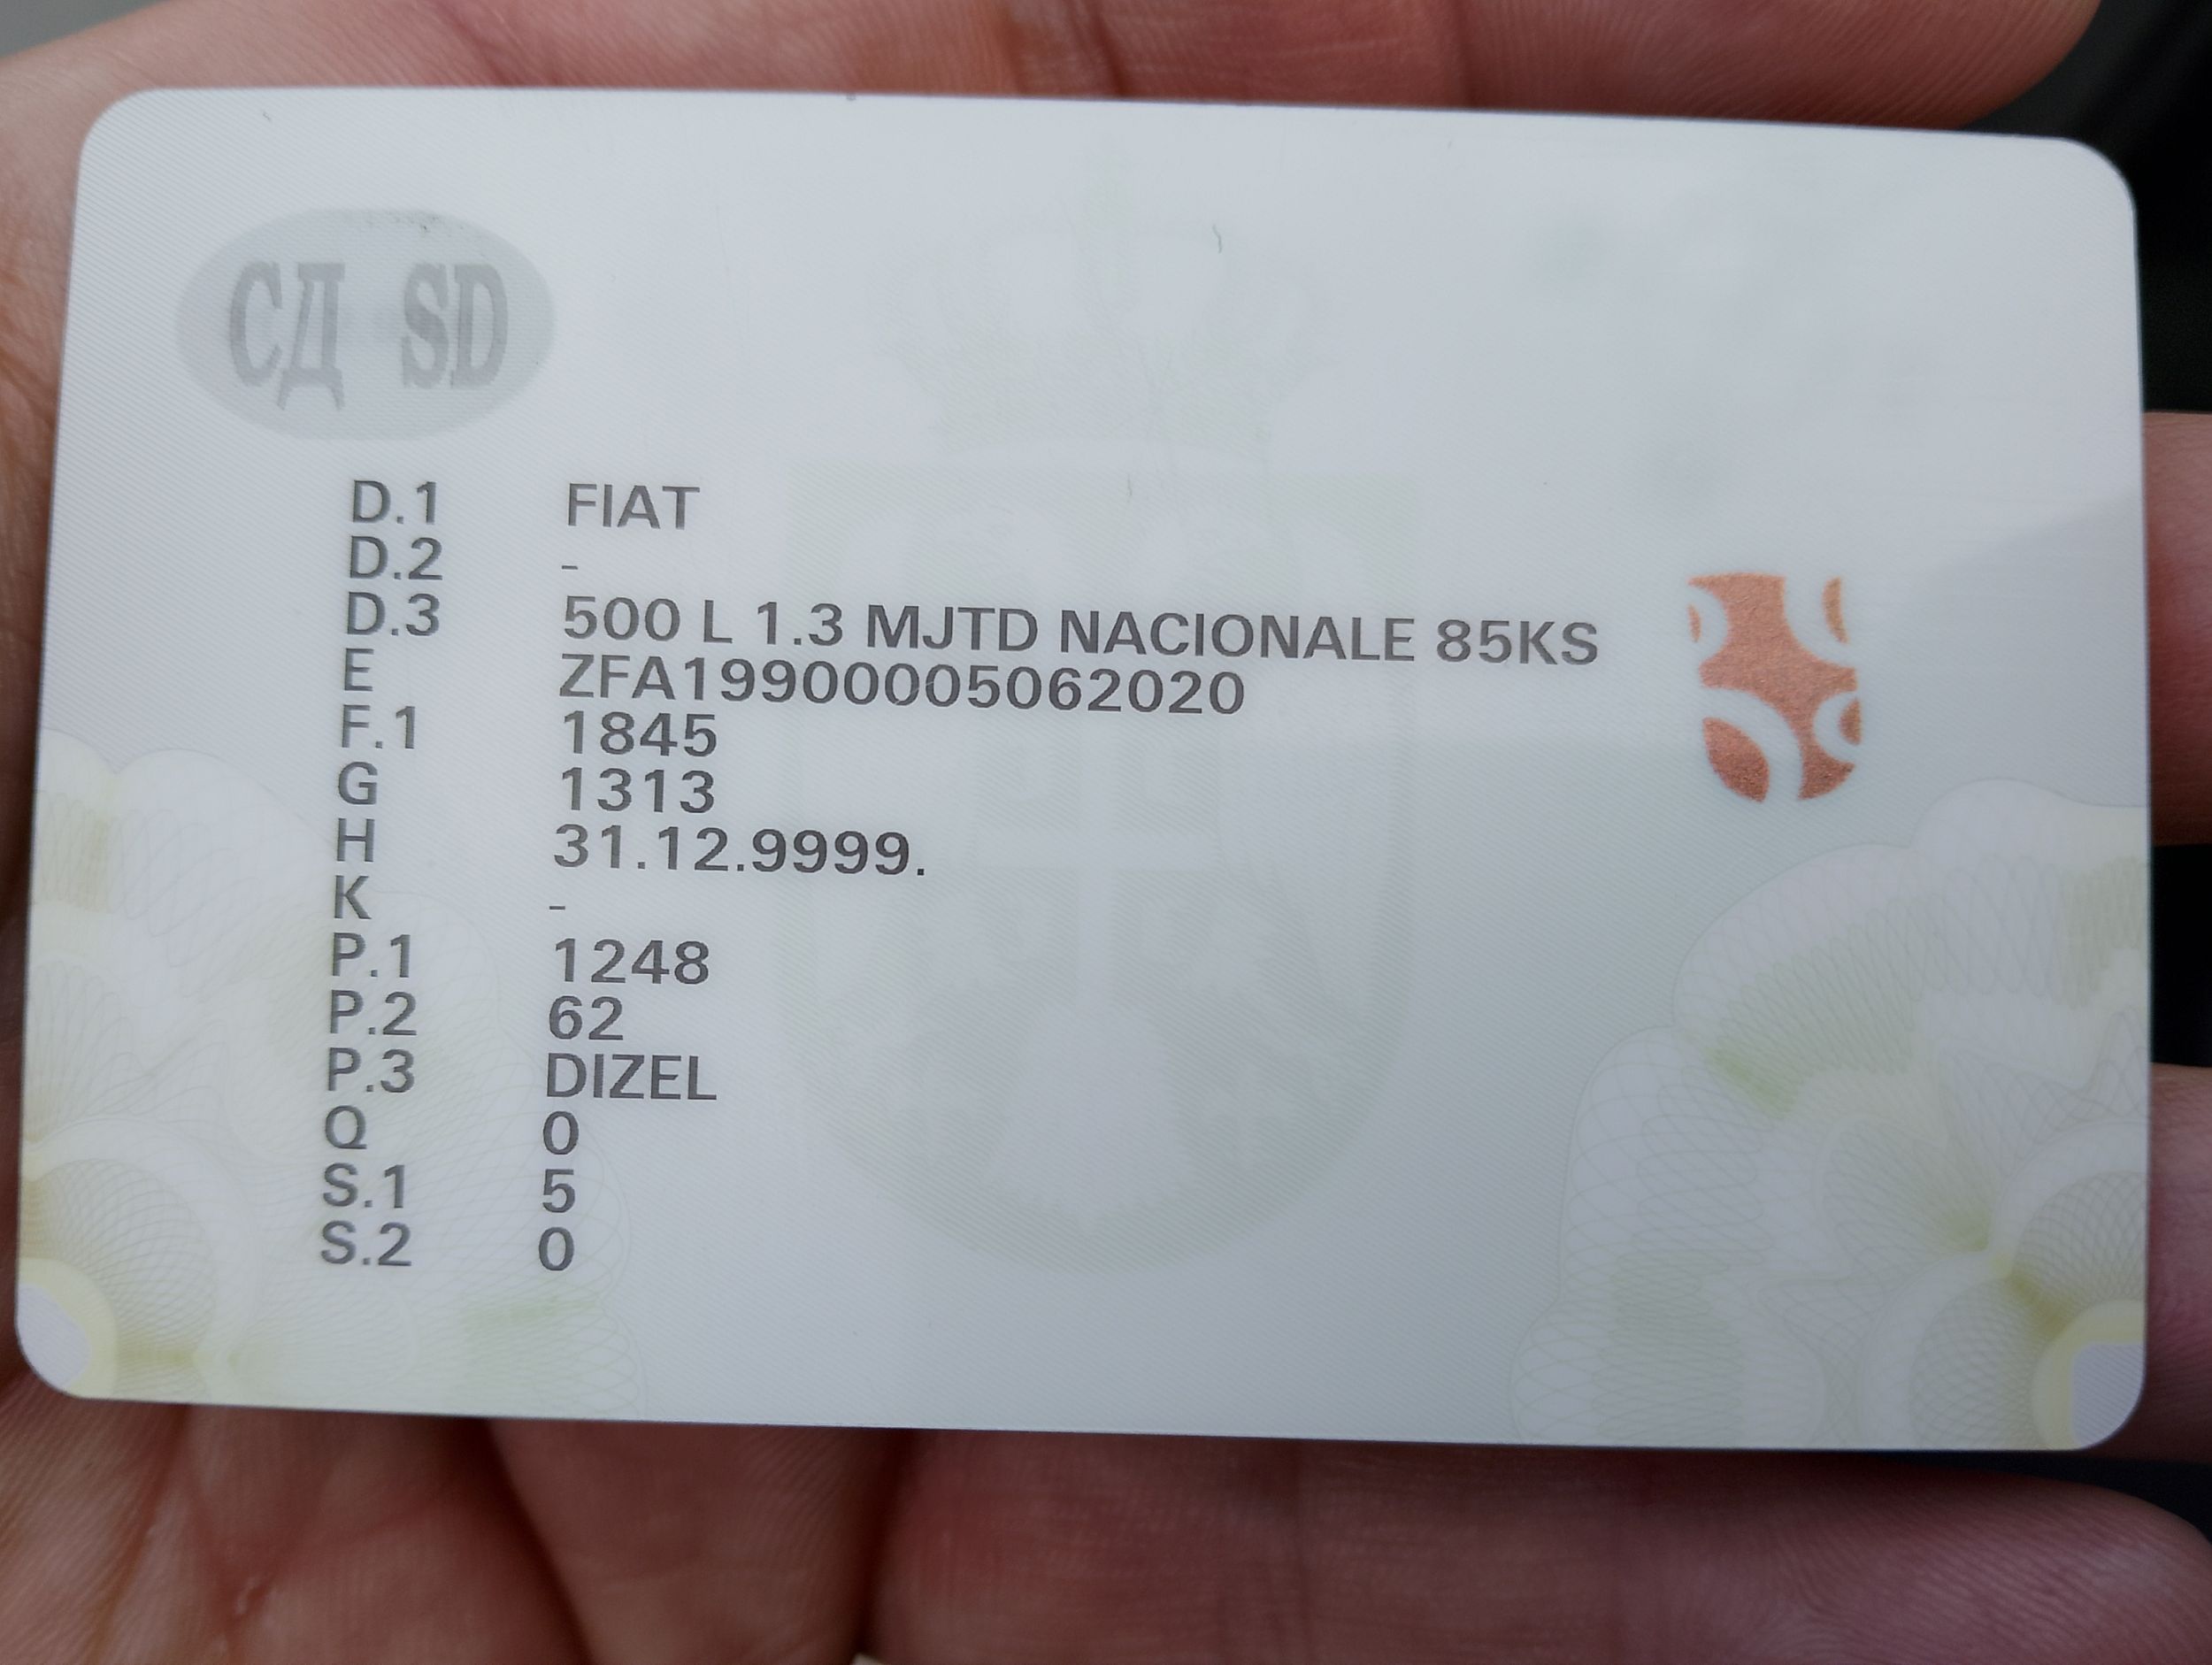 СД SD
D.1 FIAT
D.2 -
D.3 500 L 1.3 MJTD NACIONALE 85KS
E ZFA19900005062020
F.1 1845
G 1313
H 31.12.9999.
K -
P.1 1248
P.2 62
P.3 DIZEL
Q 0
S.1 5
S.2 0